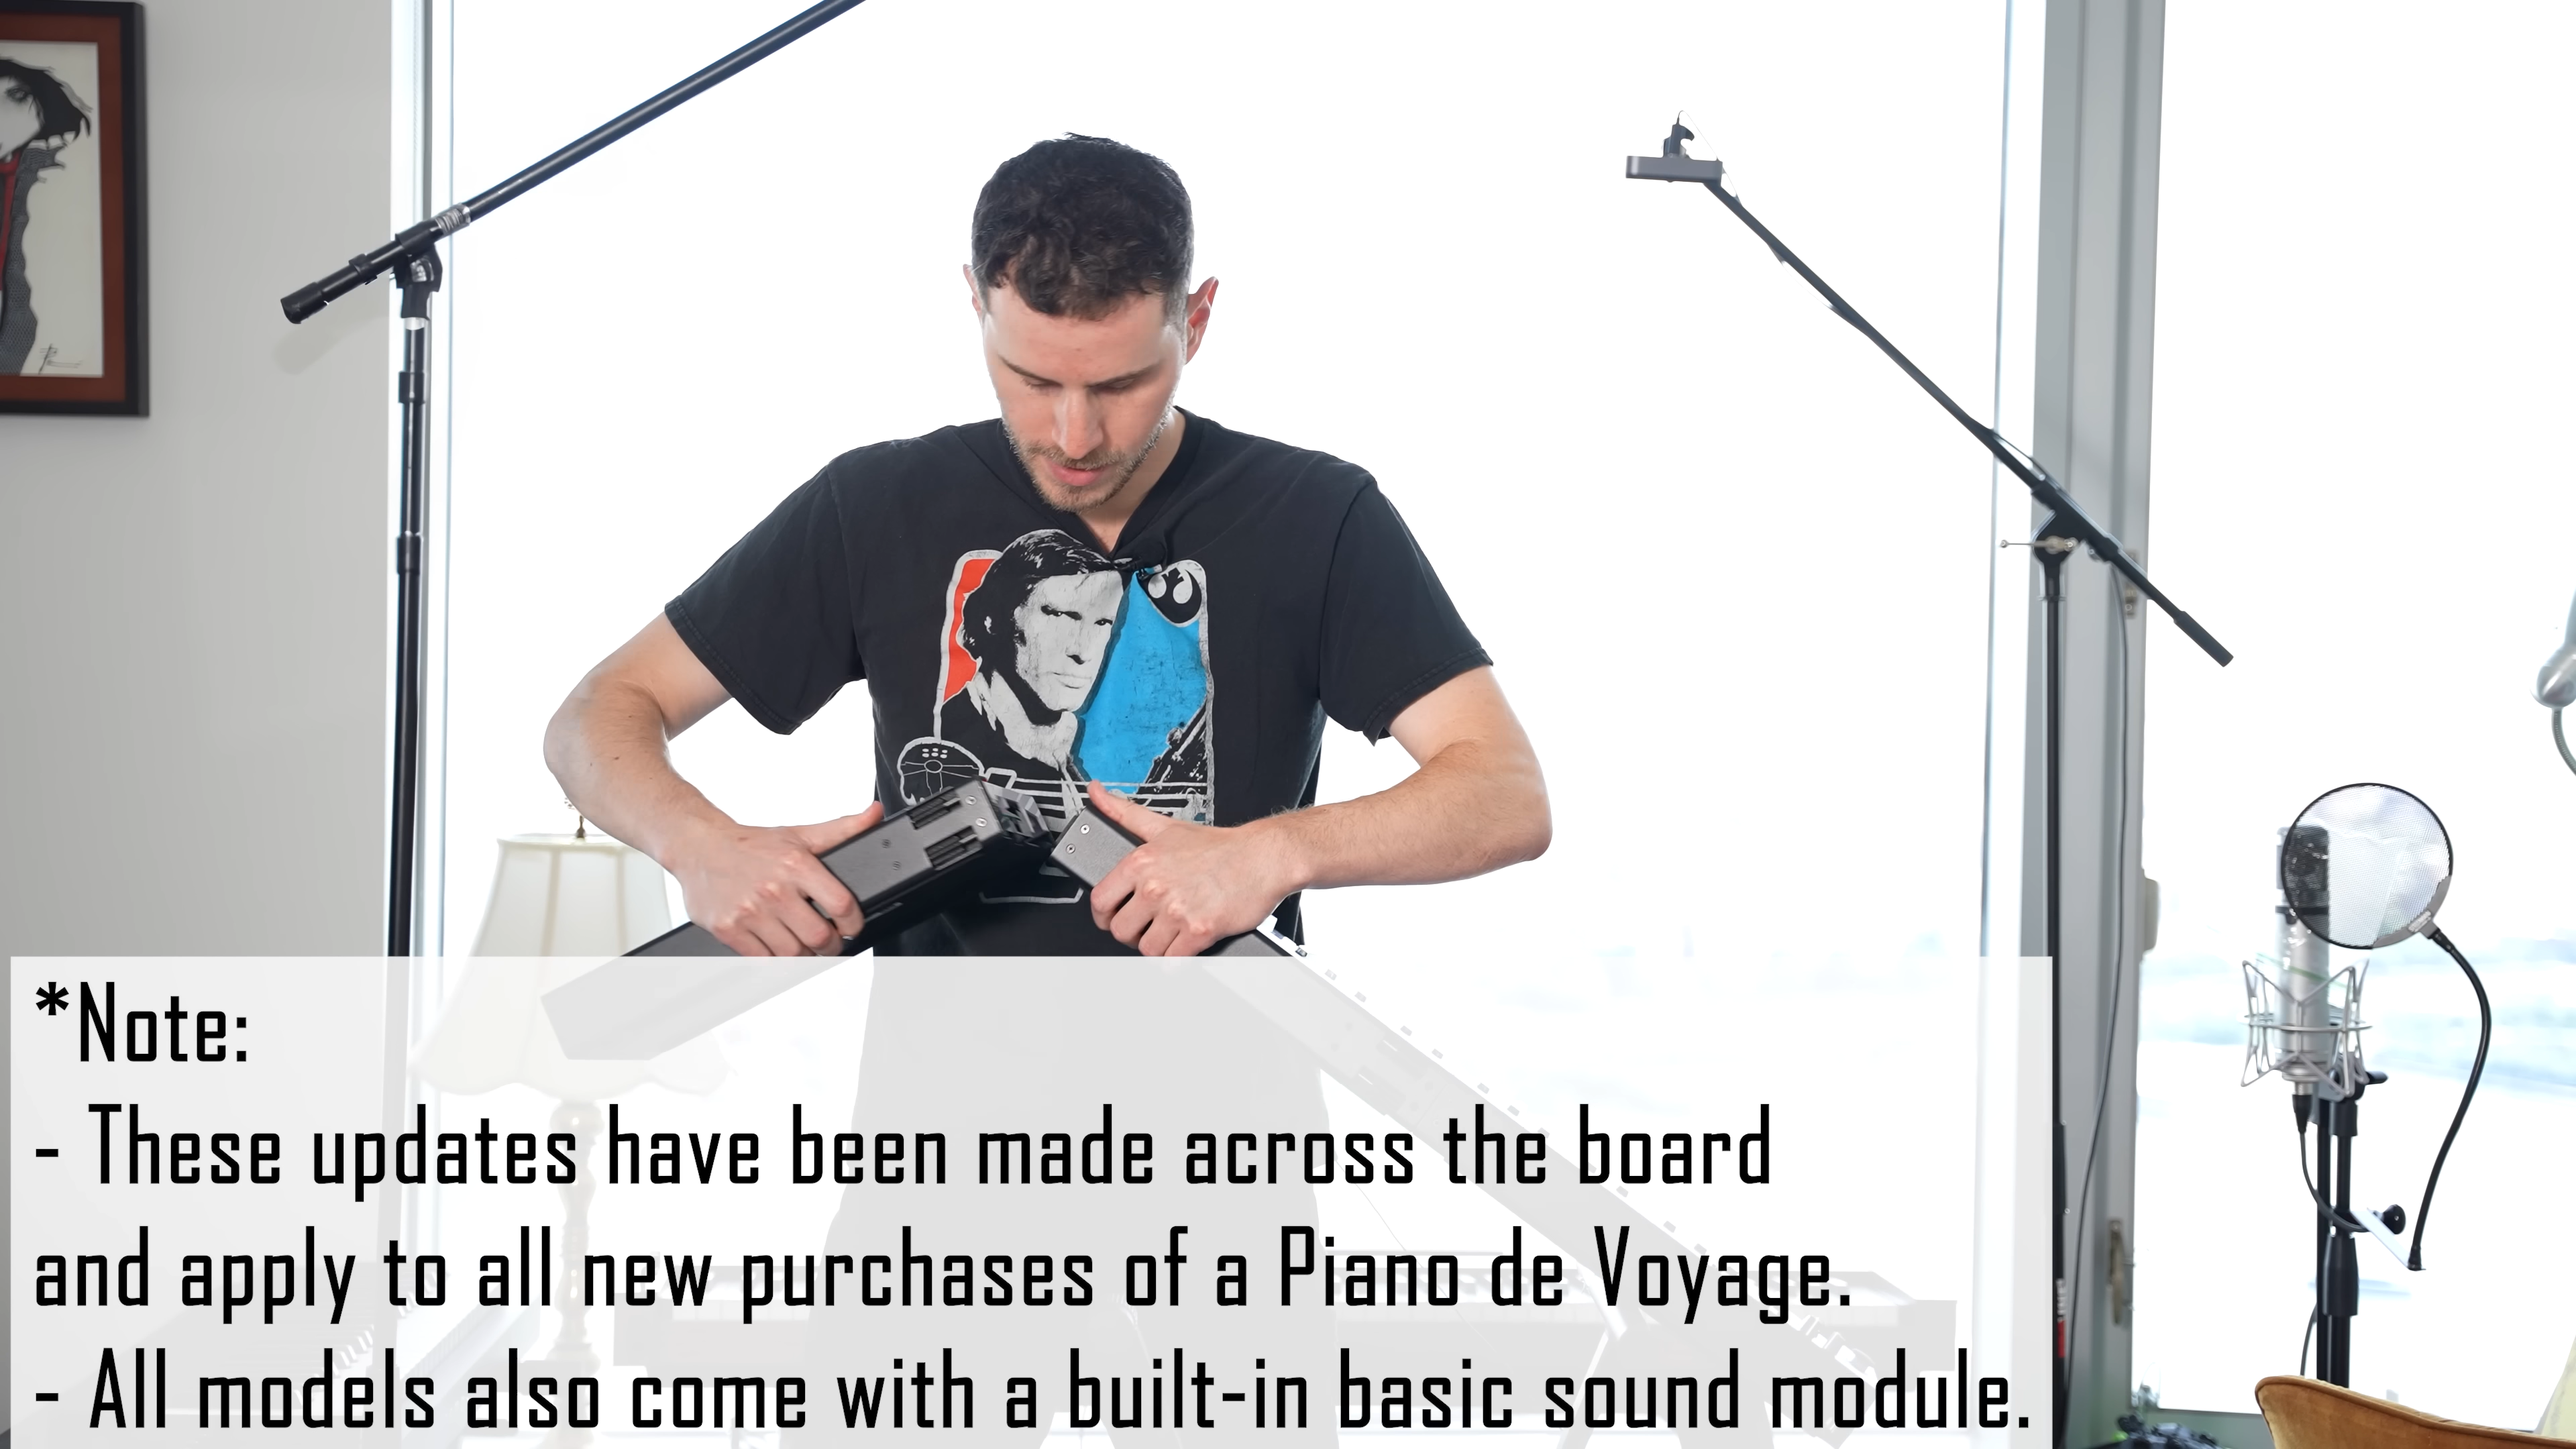 *Note:
- These updates have been made across the board
and apply to all new purchases of a Piano de Voyage.
- All models also come with a built-in basic sound module.